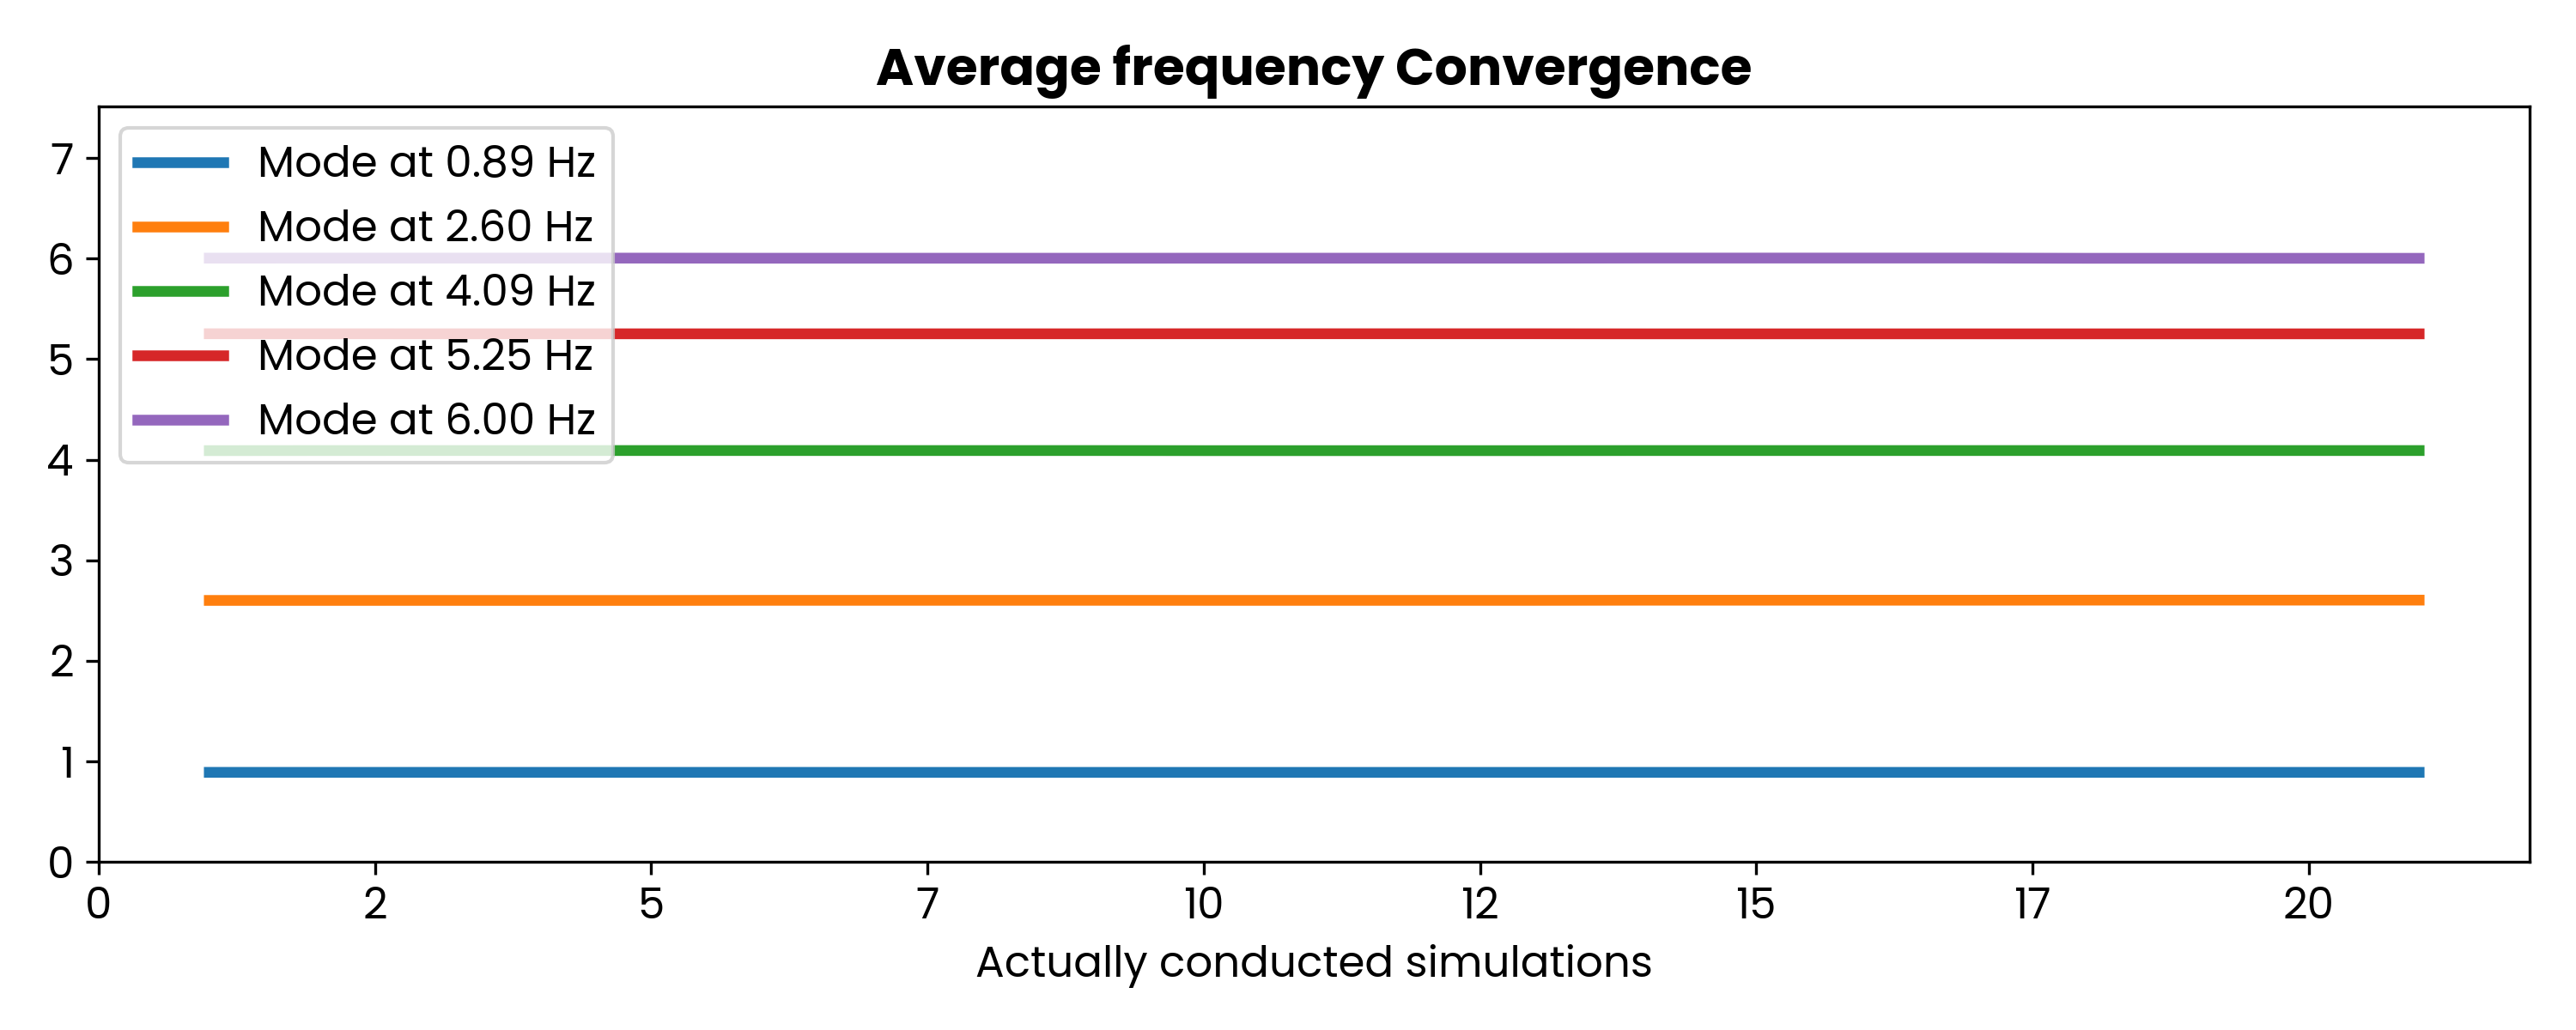 Average frequency Convergence
7
6
5
4
3
2
1
0
Mode at 0.89 Hz
Mode at 2.60 Hz
Mode at 4.09 Hz
Mode at 5.25 Hz
Mode at 6.00 Hz
0 2 5 7 10 12 15 17 20
Actually conducted simulations